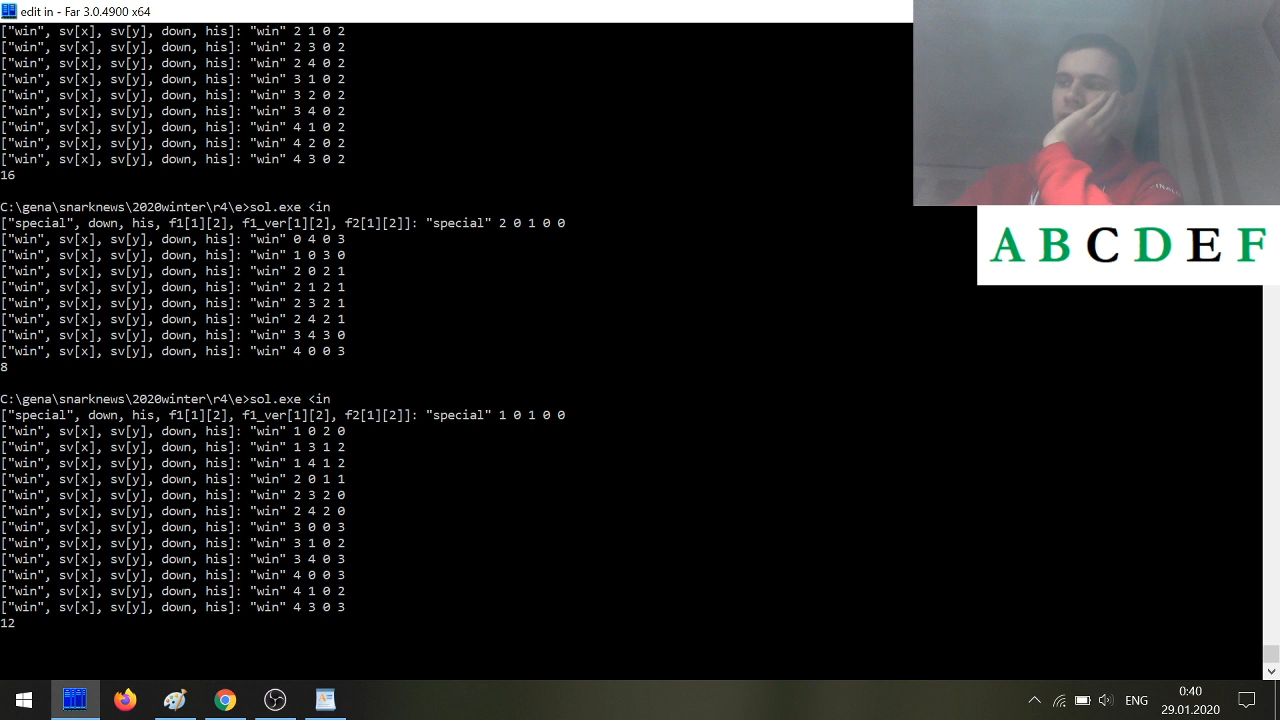 edit in - Far 3.0.4900 x64
["win", sv[x], sv[y], down, his]: "win" 2 1 0 2
["win", sv[x], sv[y], down, his]: "win" 2 3 0 2
["win", sv[x], sv[y], down, his]: "win" 2 4 0 2
["win", sv[x], sv[y], down, his]: "win" 3 1 0 2
["win", sv[x], sv[y], down, his]: "win" 3 2 0 2
["win", sv[x], sv[y], down, his]: "win" 3 4 0 2
["win", sv[x], sv[y], down, his]: "win" 4 1 0 2
["win", sv[x], sv[y], down, his]: "win" 4 2 0 2
["win", sv[x], sv[y], down, his]: "win" 4 3 0 2
16
C:\gena\snarknews\2020winter\r4\e>sol.exe <in
["special", down, his, f1[1][2], f1_ver[1][2], f2[1][2]]: "special" 2 0 1 0 0
["win", sv[x], sv[y], down, his]: "win" 0 4 0 3
["win", sv[x], sv[y], down, his]: "win" 1 0 3 0
["win", sv[x], sv[y], down, his]: "win" 2 0 2 1
["win", sv[x], sv[y], down, his]: "win" 2 1 2 1
["win", sv[x], sv[y], down, his]: "win" 2 3 2 1
["win", sv[x], sv[y], down, his]: "win" 2 4 2 1
["win", sv[x], sv[y], down, his]: "win" 3 4 3 0
["win", sv[x], sv[y], down, his]: "win" 4 0 0 3
8
C:\gena\snarknews\2020winter\r4\e>sol.exe <in
["special", down, his, f1[1][2], f1_ver[1][2], f2[1][2]]: "special" 1 0 1 0 0
["win", sv[x], sv[y], down, his]: "win" 1 0 2 0
["win", sv[x], sv[y], down, his]: "win" 1 3 1 2
["win", sv[x], sv[y], down, his]: "win" 1 4 1 2
["win", sv[x], sv[y], down, his]: "win" 2 0 1 1
["win", sv[x], sv[y], down, his]: "win" 2 3 2 0
["win", sv[x], sv[y], down, his]: "win" 2 4 2 0
["win", sv[x], sv[y], down, his]: "win" 3 0 0 3
["win", sv[x], sv[y], down, his]: "win" 3 1 0 2
["win", sv[x], sv[y], down, his]: "win" 3 4 0 3
["win", sv[x], sv[y], down, his]: "win" 4 0 0 3
["win", sv[x], sv[y], down, his]: "win" 4 1 0 2
["win", sv[x], sv[y], down, his]: "win" 4 3 0 3
12
A B C D E F
ENG
0:40
29.01.2020